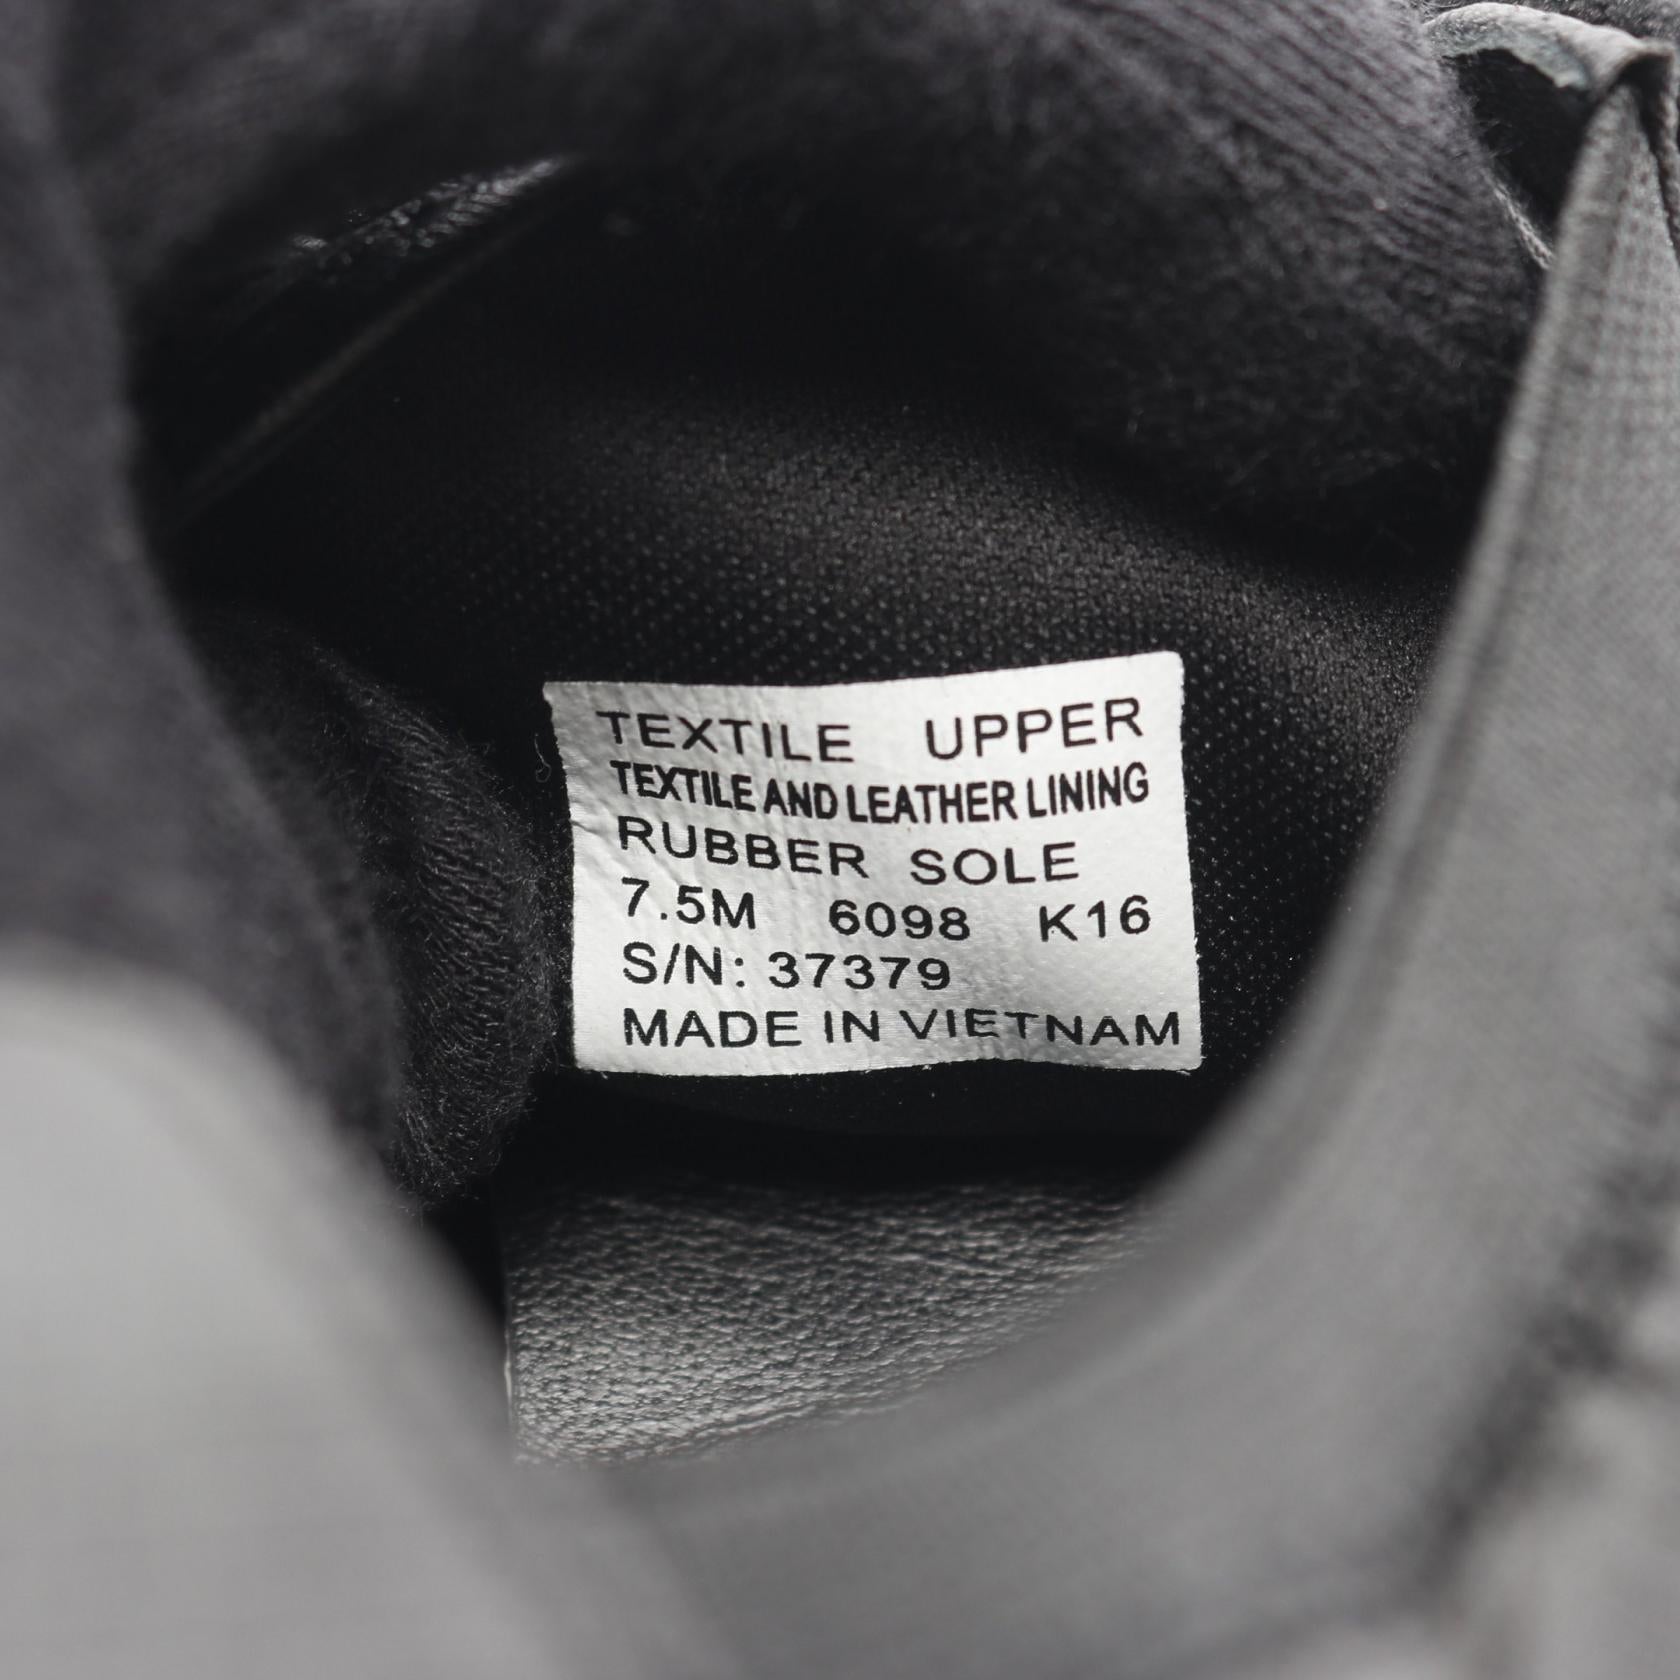 TEXTILE UPPER
TEXTILE AND LEATHER LINING
RUBBER SOLE
7.5M 6098 K16
S/N: 37379
MADE IN VIETNAM